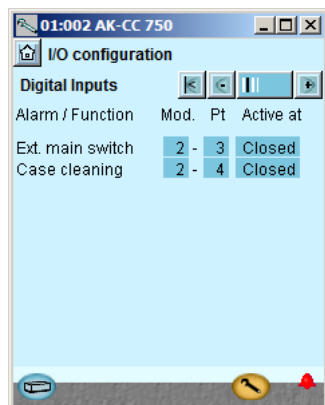 01:002 AK-CC 750
I/O configuration
Digital Inputs
Alarm / Function Mod. Pt Active at
Ext. main switch 2 - 3 Closed
Case cleaning 2 - 4 Closed